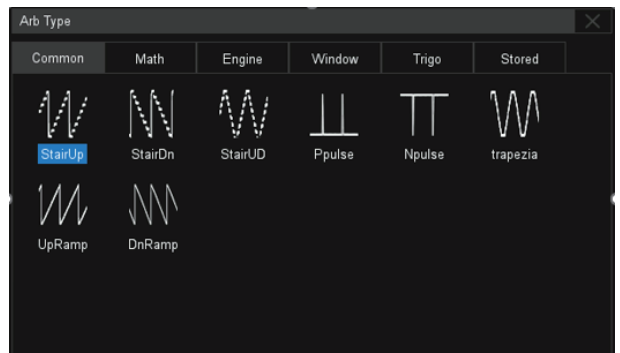 Arb Type
Common Math Engine Window Trigo Stored
StairUp StairDn StairUD Ppulse Npulse trapezia
UpRamp DnRamp